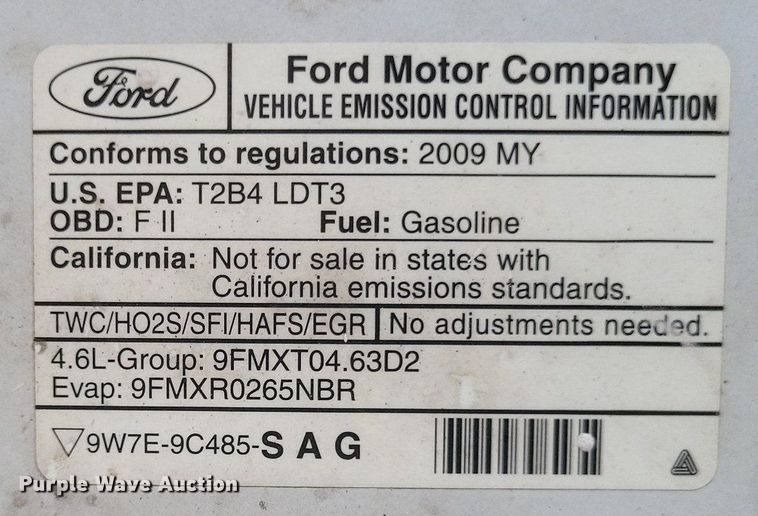 Ford
Ford Motor Company
VEHICLE EMISSION CONTROL INFORMATION
Conforms to regulations: 2009 MY
U.S. EPA: T2B4 LDT3
OBD: F II Fuel: Gasoline
California: Not for sale in states with
California emissions standards.
TWC/HO2S/SFI/HAFS/EGR No adjustments needed.
4.6L-Group: 9FMXT04.63D2
Evap: 9FMXR0265NBR
▽9W7E-9C485-S A G
Purple Wave Auction